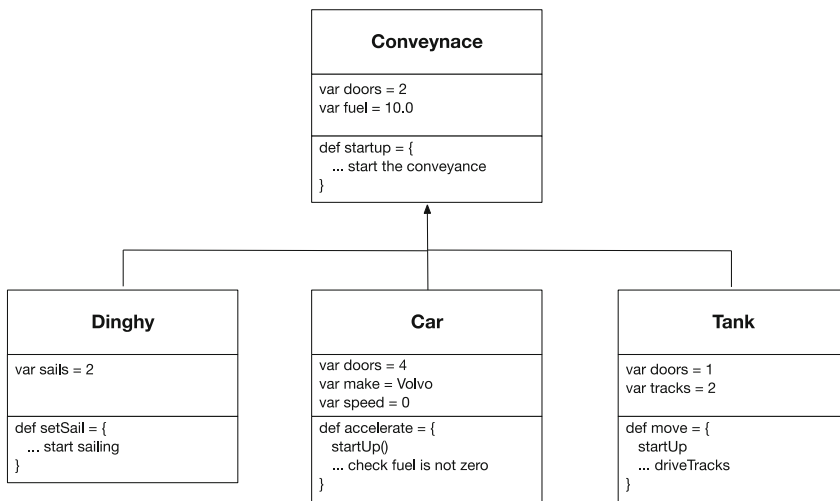 Conveynace
var doors = 2
var fuel = 10.0
def startup = {
... start the conveyance
}
Dinghy
var sails = 2
def setSail = {
... start sailing
}
Car
var doors = 4
var make = Volvo
var speed = 0
def accelerate = {
startUp()
... check fuel is not zero
}
Tank
var doors = 1
var tracks = 2
def move = {
startUp
... driveTracks
}